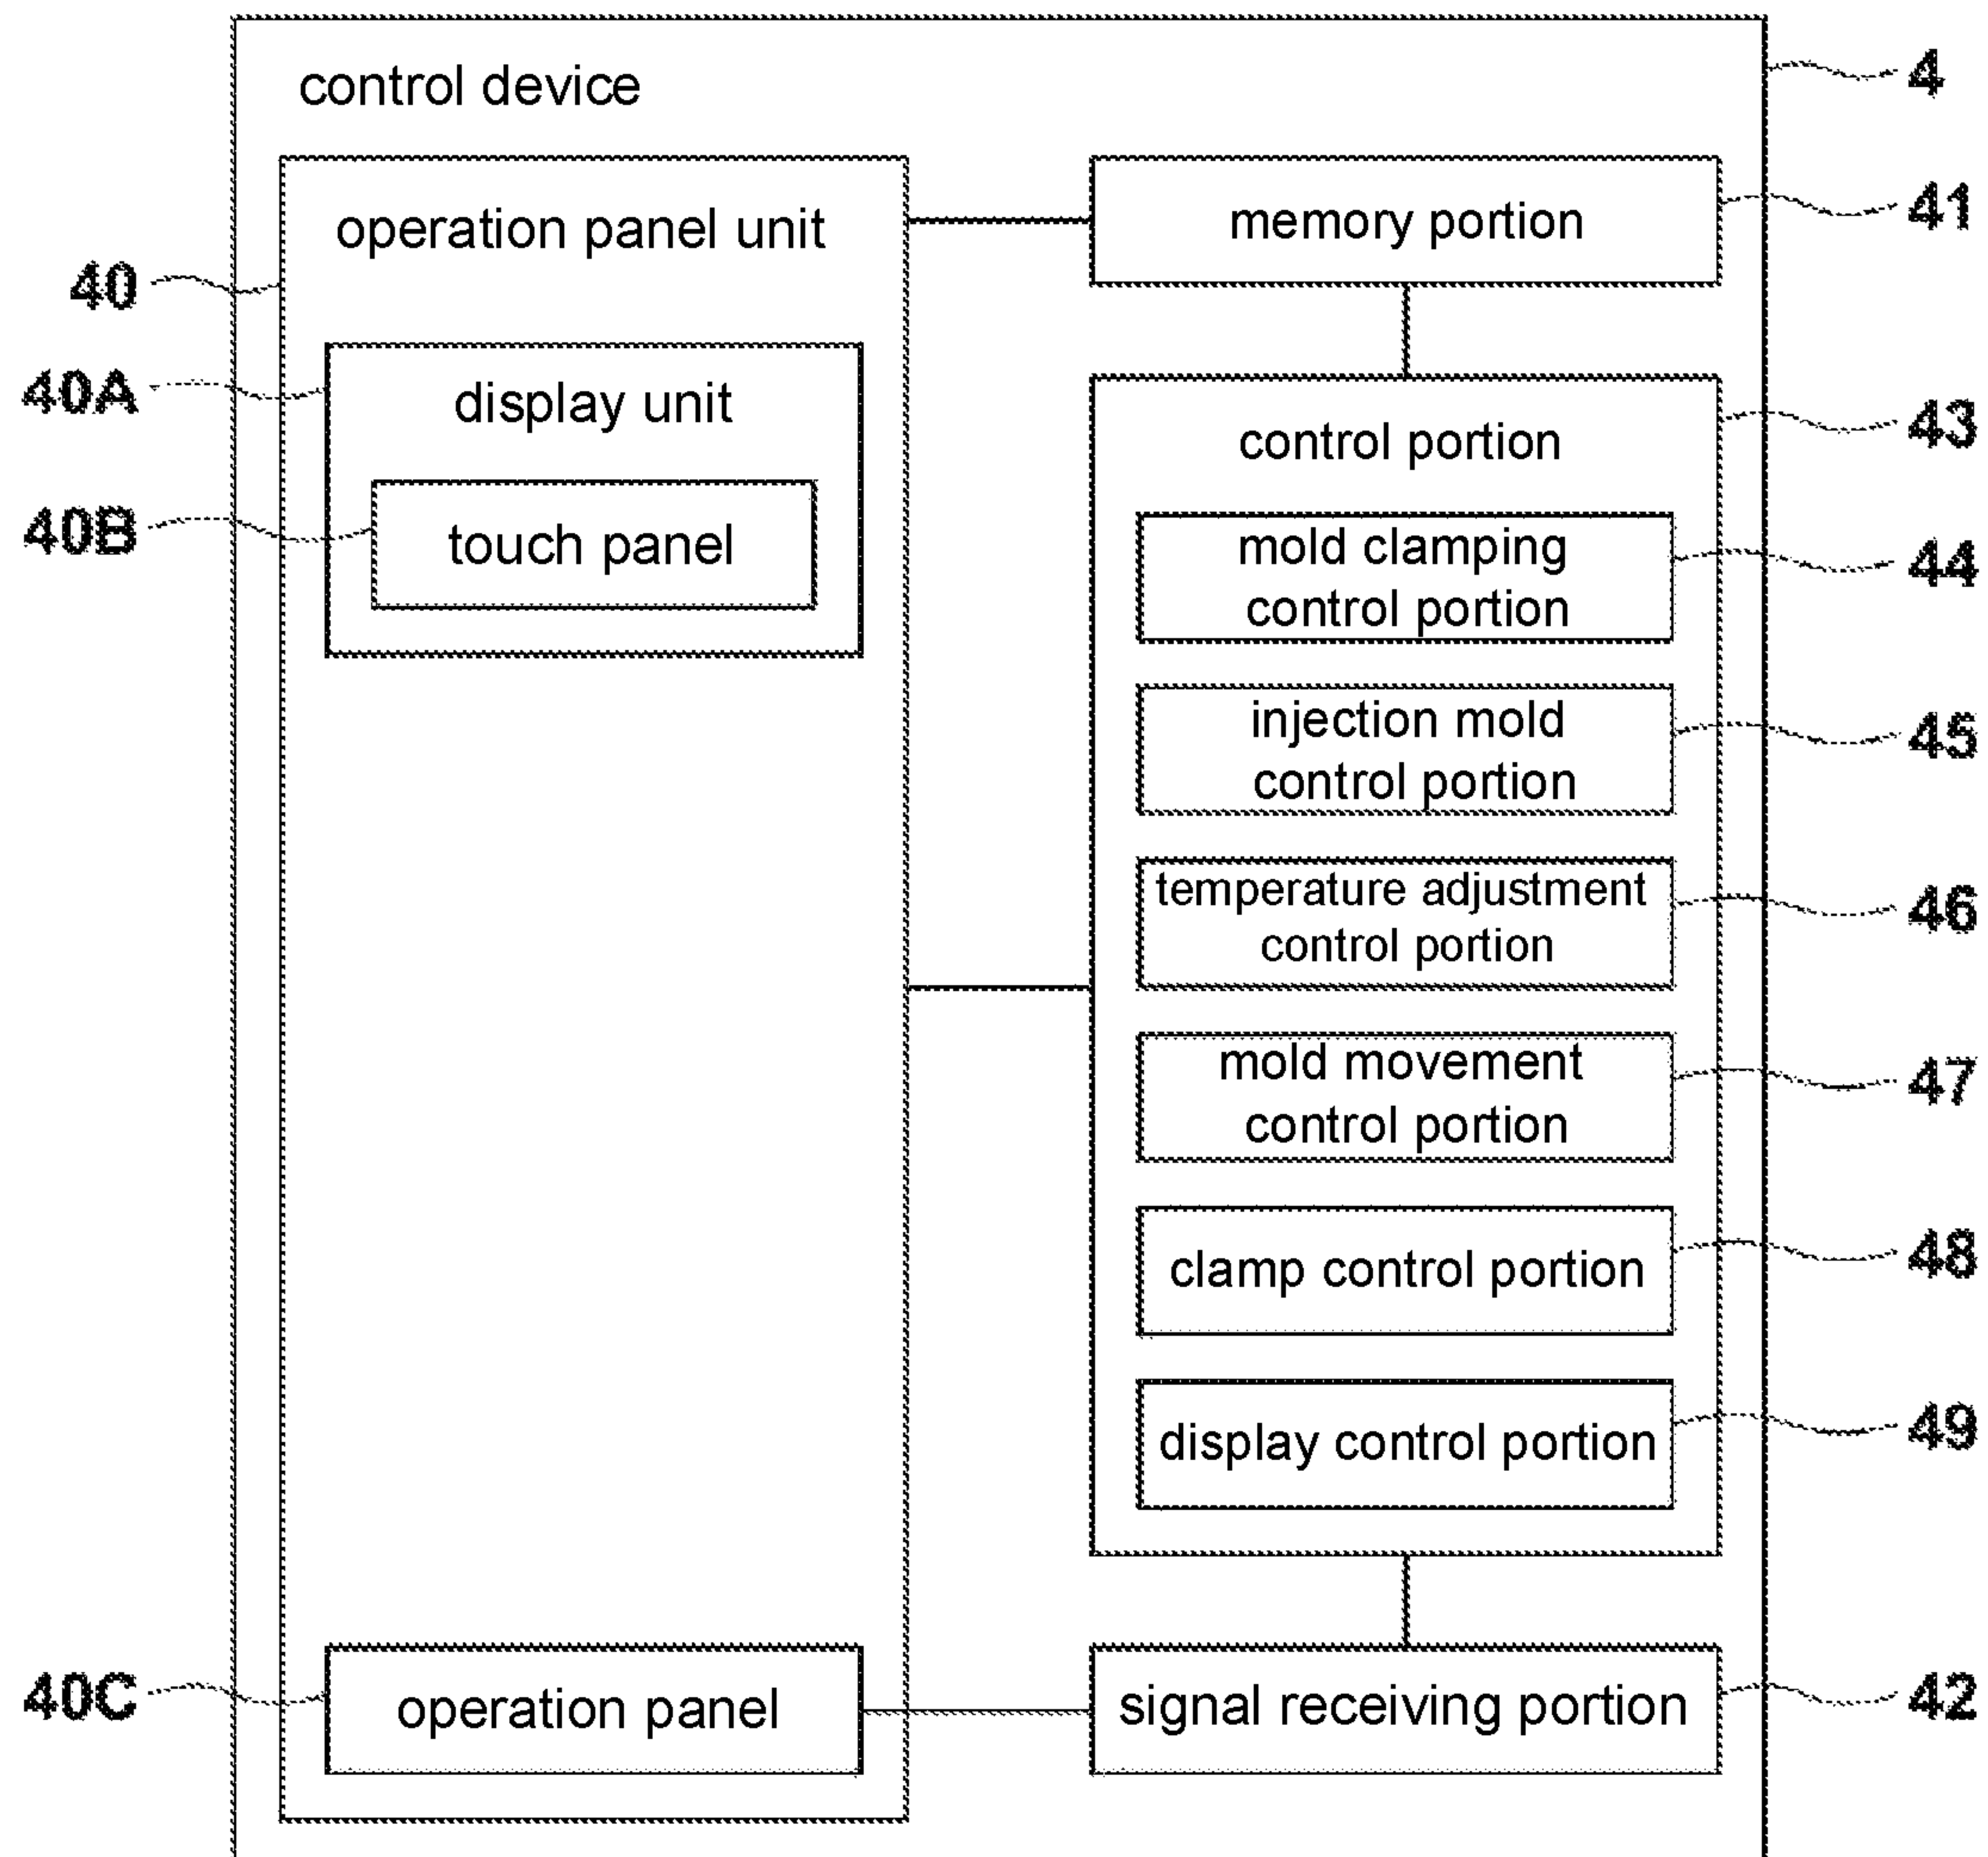 control device
4
operation panel unit
40
memory portion
41
display unit
40A
touch panel
40B
control portion
43
mold clamping
control portion
44
injection mold
control portion
45
temperature adjustment
control portion
46
mold movement
control portion
47
clamp control portion
48
display control portion
49
operation panel
40C
signal receiving portion
42